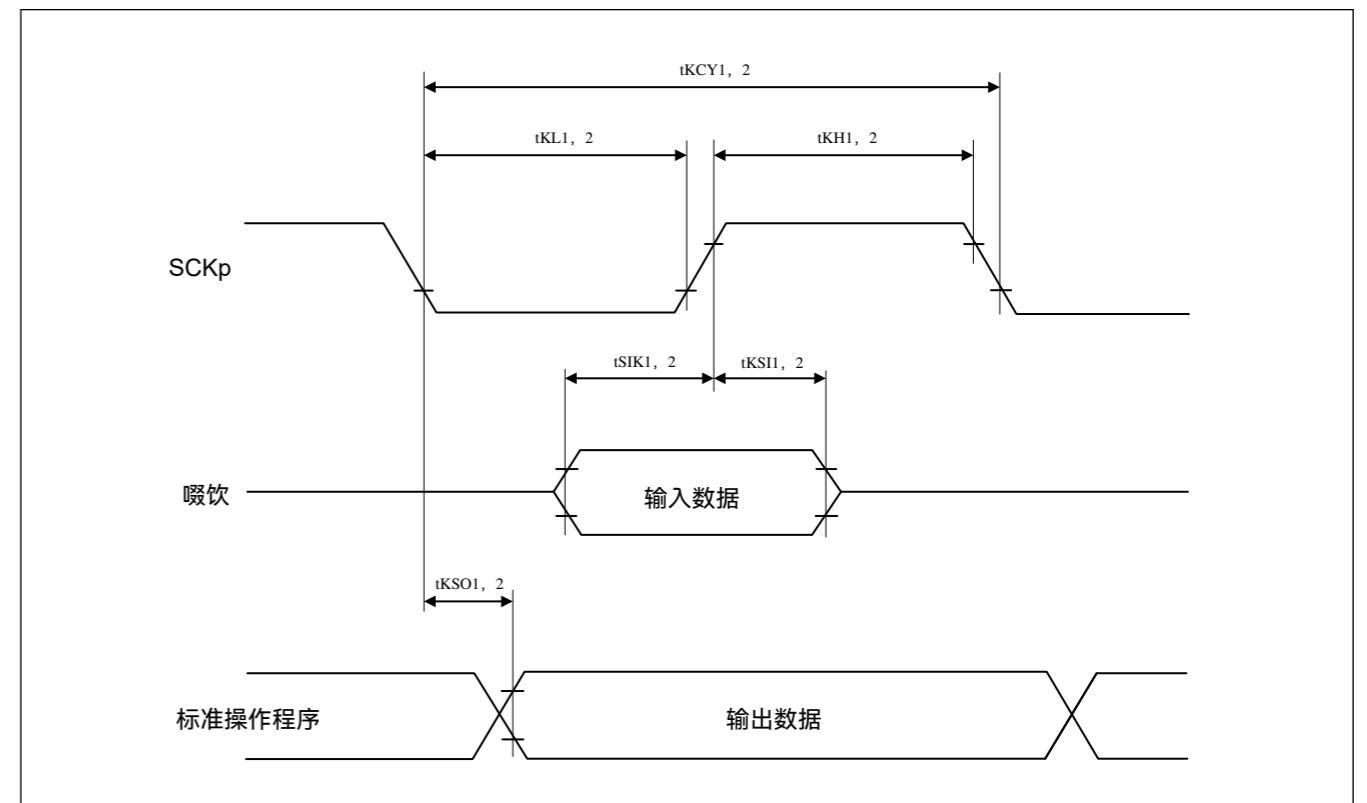 tKCY1，2
tKL1，2
tKH1，2
SCKp
tSIK1，2
tKSI1，2
啜饮
输入数据
tKSO1，2
标准操作程序
输出数据